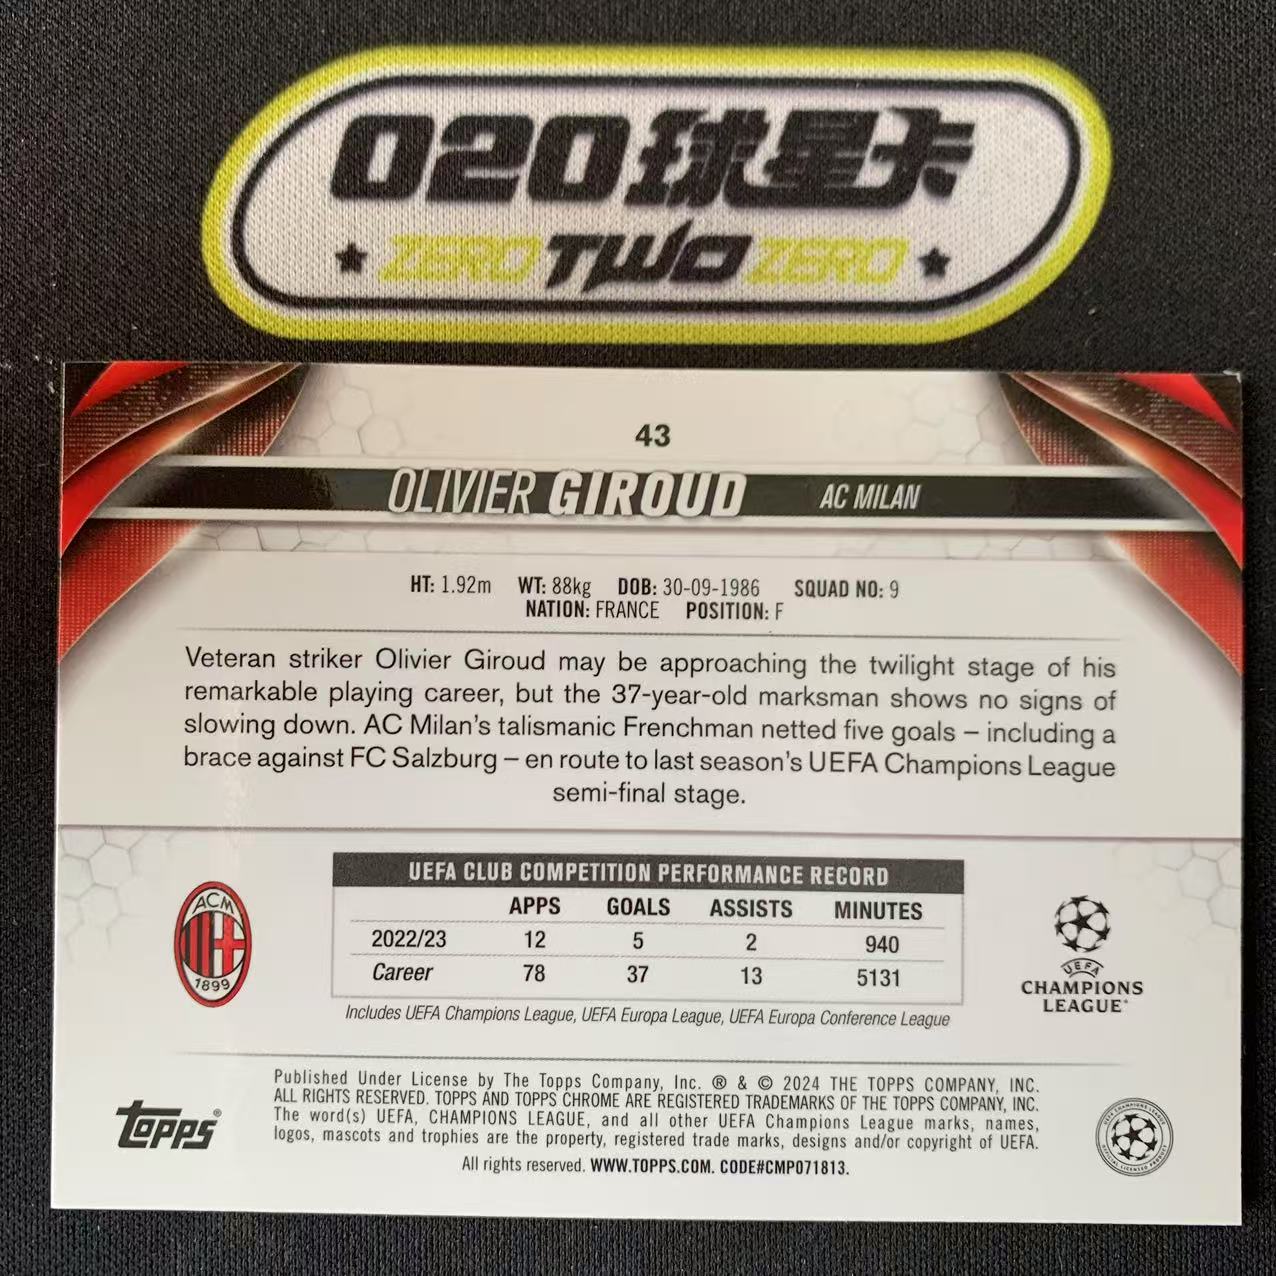 020球星卡
★ ZERO TWO ZERO ★
43
OLIVIER GIROUD AC MILAN
HT: 1.92m WT: 88kg DOB: 30-09-1986 SQUAD NO: 9
NATION: FRANCE POSITION: F
Veteran striker Olivier Giroud may be approaching the twilight stage of his
remarkable playing career, but the 37-year-old marksman shows no signs of
slowing down. AC Milan's talismanic Frenchman netted five goals – including a
brace against FC Salzburg – en route to last season's UEFA Champions League
semi-final stage.
UEFA CLUB COMPETITION PERFORMANCE RECORD
APPS GOALS ASSISTS MINUTES
2022/23 12 5 2 940
Career 78 37 13 5131
Includes UEFA Champions League, UEFA Europa League, UEFA Europa Conference League
ACM
1899
UEFA
CHAMPIONS
LEAGUE®
Published Under License by The Topps Company, Inc. ® & © 2024 THE TOPPS COMPANY, INC.
ALL RIGHTS RESERVED. TOPPS AND TOPPS CHROME ARE REGISTERED TRADEMARKS OF THE TOPPS COMPANY, INC.
The word(s) UEFA, CHAMPIONS LEAGUE, and all other UEFA Champions League marks, names,
logos, mascots and trophies are the property, registered trade marks, designs and/or copyright of UEFA.
All rights reserved. WWW.TOPPS.COM. CODE#CMP071813.
topps®
UEFA CHAMPIONS LEAGUE
OFFICIAL LICENSED PRODUCT